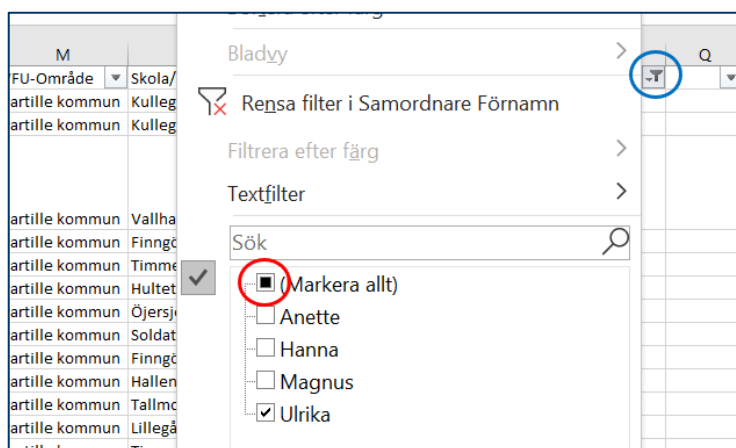 M
Q
Bladvy
/FU-Område
Skola/
Rensa filter i Samordnare Förnamn
artille kommun Kulleg
artille kommun Kulleg
Filtrera efter färg
Textfilter
artille kommun Vallha
Sök
artille kommun Finngö
artille kommun Timme
(Markera allt)
artille kommun Hultet
Anette
artille kommun Öjersj
Hanna
artille kommun Soldat
artille kommun Finngö
Magnus
artille kommun Hallen
Ulrika
artille kommun Tallmo
artille kommun Lillegå